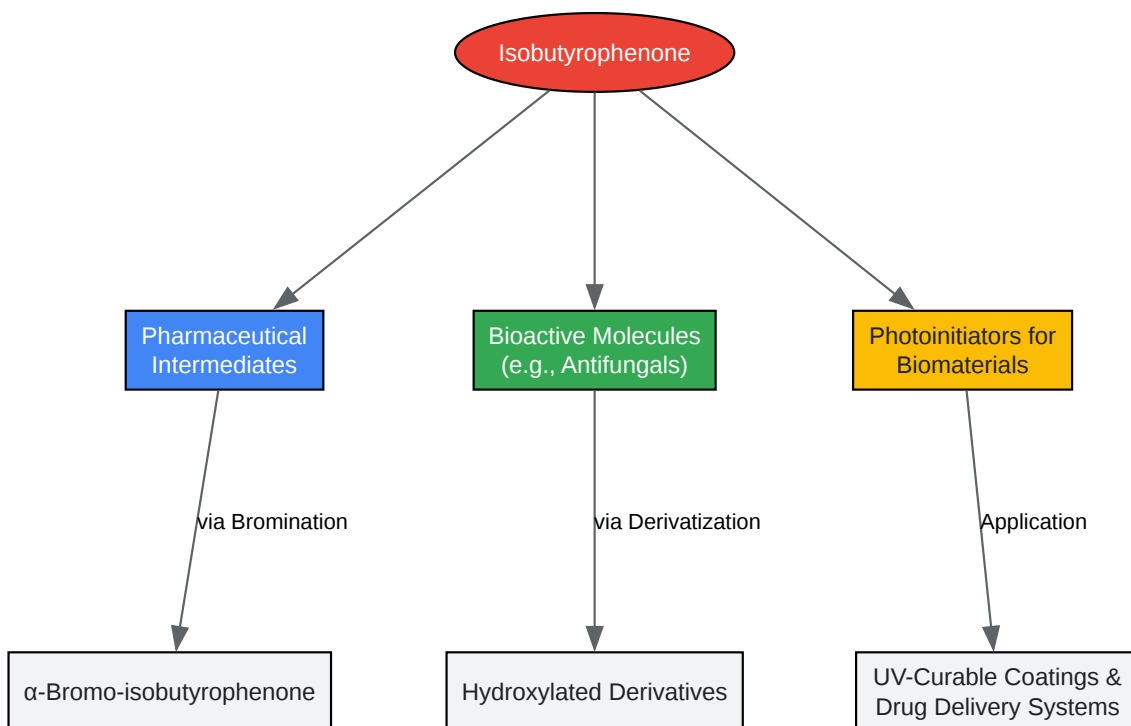 Isobutyrophenone
Pharmaceutical
Intermediates
Bioactive Molecules
(e.g., Antifungals)
Photoinitiators for
Biomaterials
via Bromination
via Derivatization
Application
α-Bromo-isobutyrophenone
Hydroxylated Derivatives
UV-Curable Coatings &
Drug Delivery Systems